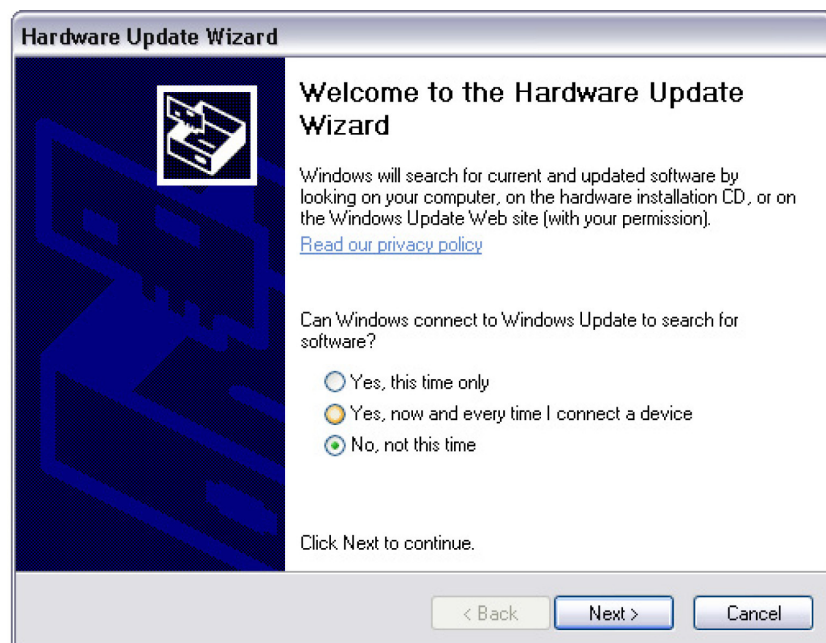 Hardware Update Wizard
Welcome to the Hardware Update
Wizard
Windows will search for current and updated software by
looking on your computer, on the hardware installation CD, or on
the Windows Update Web site (with your permission).
Read our privacy policy
Can Windows connect to Windows Update to search for
software?
Yes, this time only
Yes, now and every time I connect a device
No, not this time
Click Next to continue.
< Back
Next >
Cancel